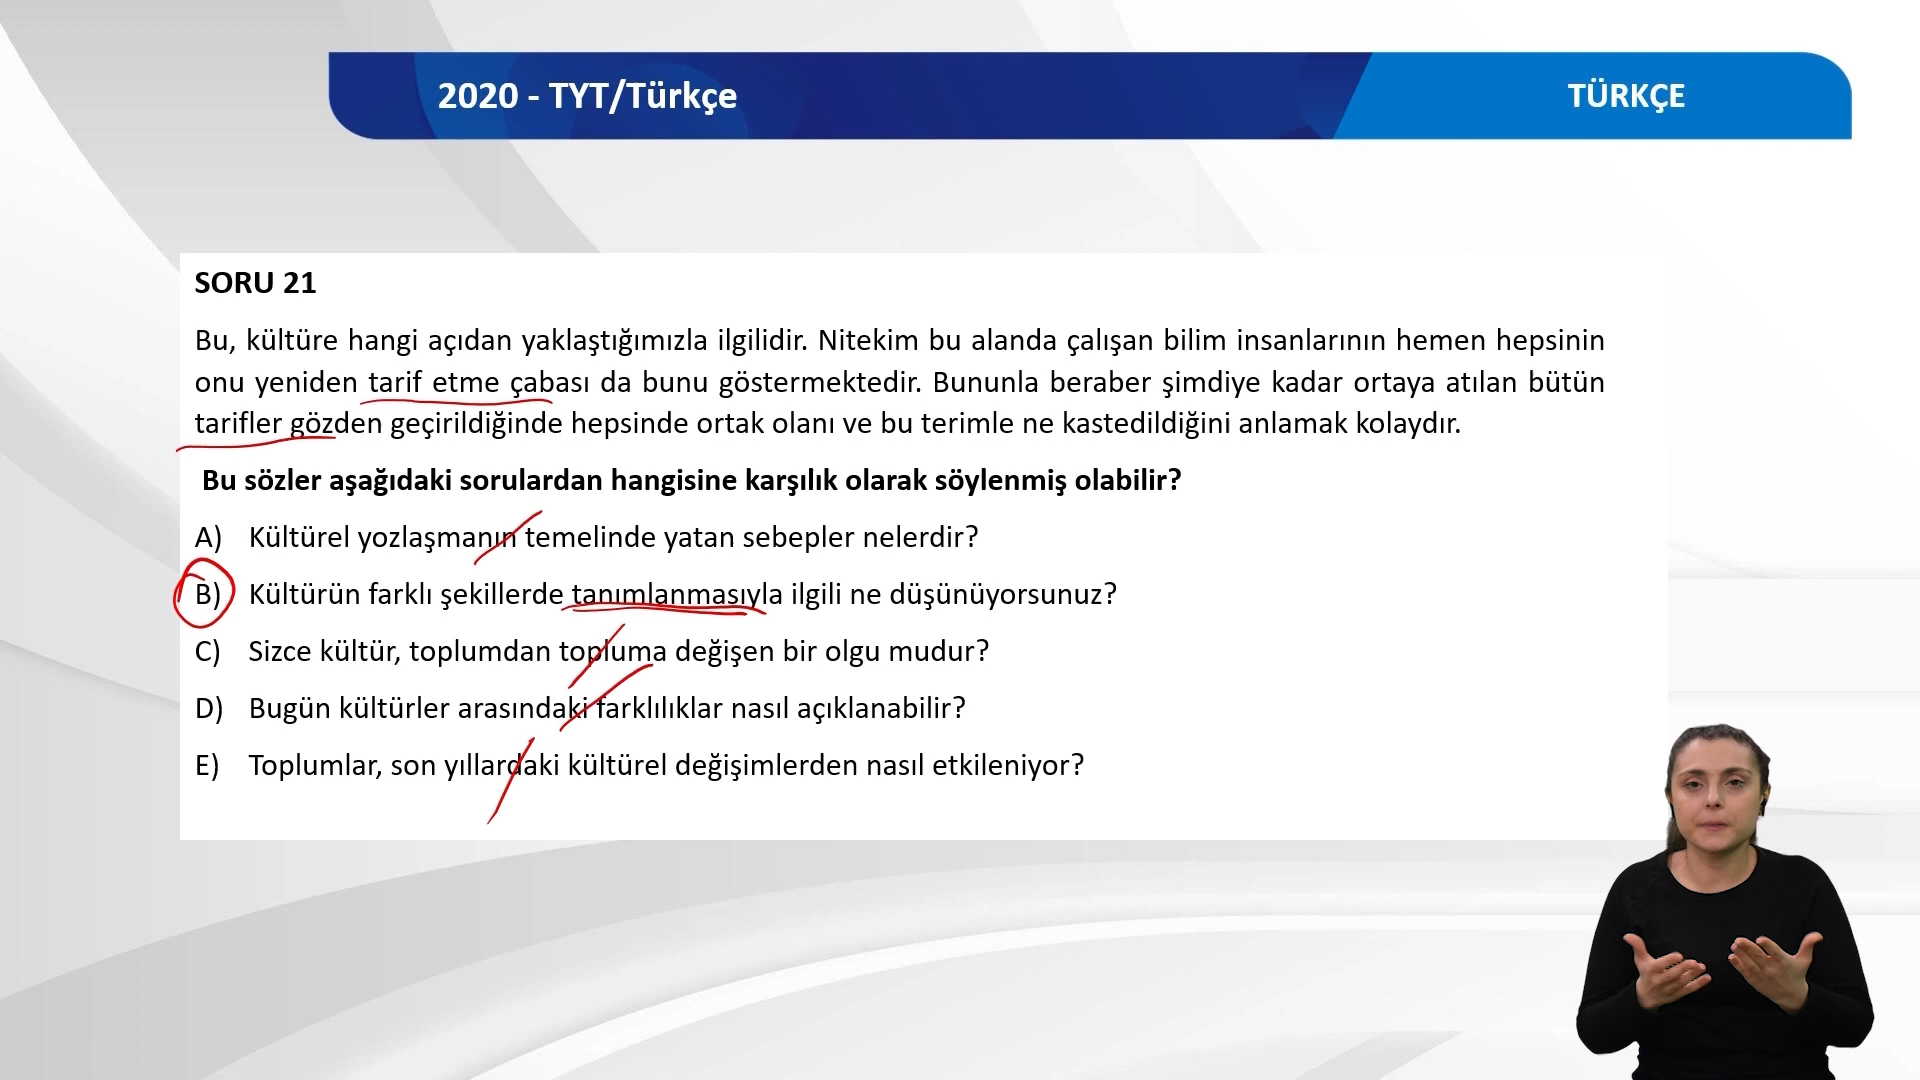 2020 - TYT/Türkçe
TÜRKÇE
SORU 21
Bu, kültüre hangi açıdan yaklaştığımızla ilgilidir. Nitekim bu alanda çalışan bilim insanlarının hemen hepsinin
onu yeniden tarif etme çabası da bunu göstermektedir. Bununla beraber şimdiye kadar ortaya atılan bütün
tarifler gözden geçirildiğinde hepsinde ortak olanı ve bu terimle ne kastedildiğini anlamak kolaydır.
Bu sözler aşağıdaki sorulardan hangisine karşılık olarak söylenmiş olabilir?
A) Kültürel yozlaşmanın temelinde yatan sebepler nelerdir?
B) Kültürün farklı şekillerde tanımlanmasıyla ilgili ne düşünüyorsunuz?
C) Sizce kültür, toplumdan topluma değişen bir olgu mudur?
D) Bugün kültürler arasındaki farklılıklar nasıl açıklanabilir?
E) Toplumlar, son yıllardaki kültürel değişimlerden nasıl etkileniyor?